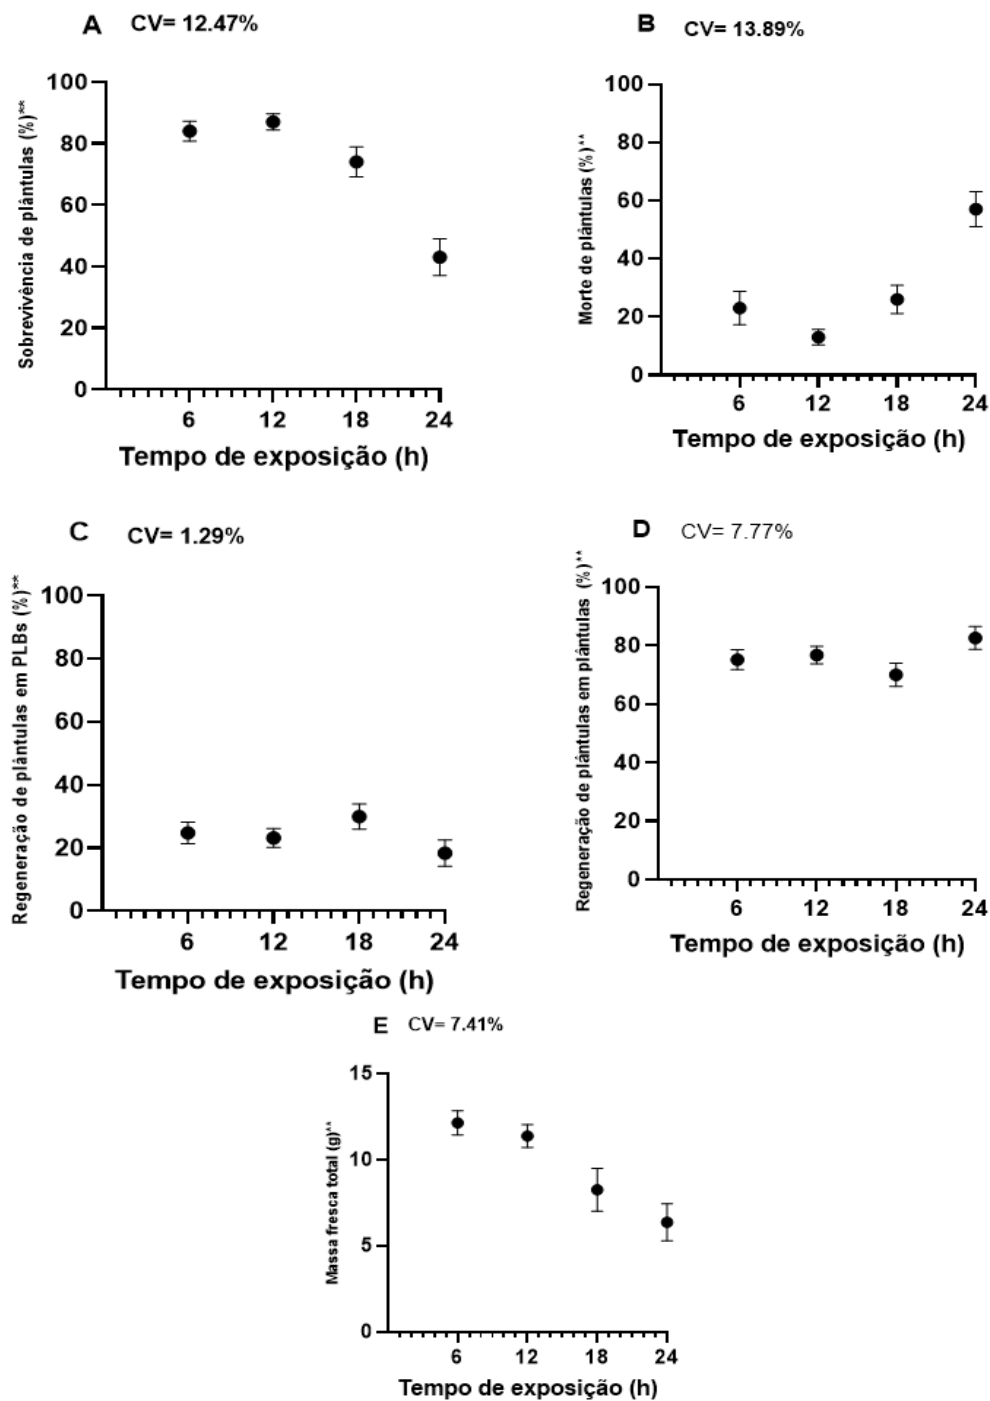 A CV= 12.47%
Sobrevivência de plântulas (%)**
100
80
60
40
20
0
6 12 18 24
Tempo de exposição (h)
B CV= 13.89%
Morte de plântulas (%)**
100
80
60
40
20
0
6 12 18 24
Tempo de exposição (h)
C CV= 1.29%
Regeneração de plântulas em PLBs (%)**
100
80
60
40
20
0
6 12 18 24
Tempo de exposição (h)
D CV= 7.77%
Regeneração de plântulas em plântulas (%)**
100
80
60
40
20
0
6 12 18 24
Tempo de exposição (h)
E CV= 7.41%
Massa fresca total (g)**
15
10
5
0
6 12 18 24
Tempo de exposição (h)